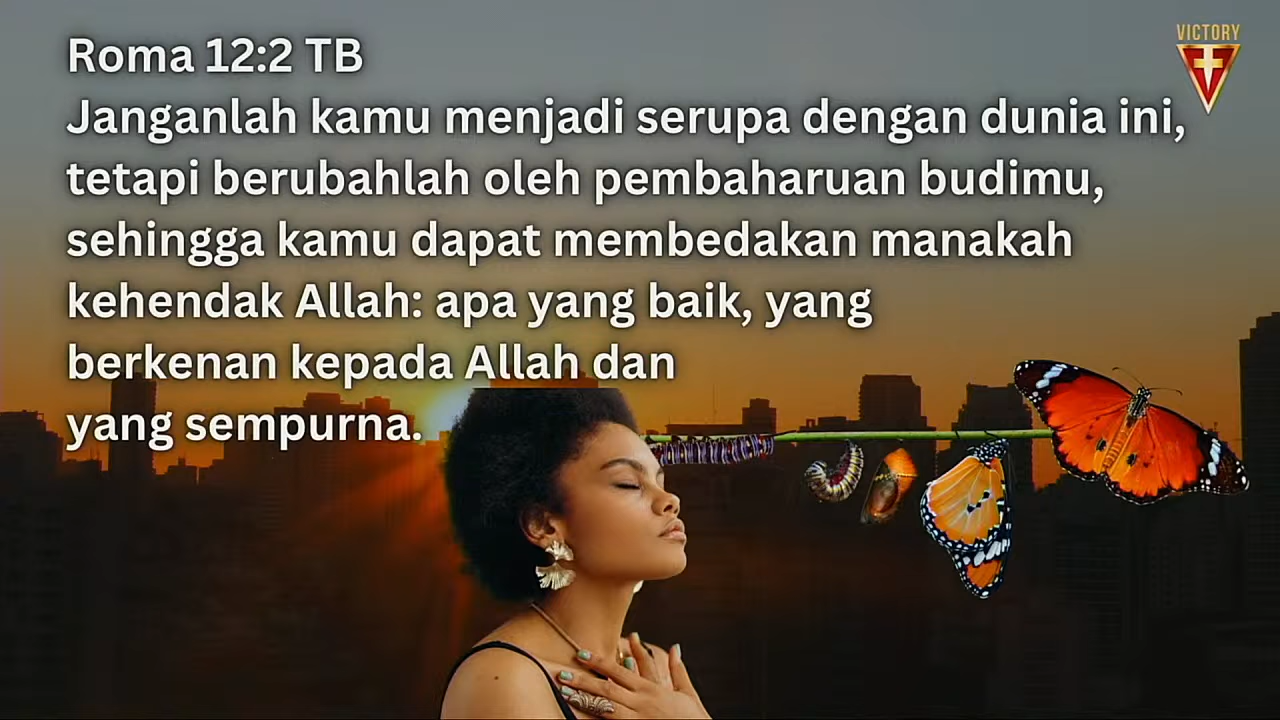 Roma 12:2 TB
Janganlah kamu menjadi serupa dengan dunia ini,
tetapi berubahlah oleh pembaharuan budimu,
sehingga kamu dapat membedakan manakah
kehendak Allah: apa yang baik, yang
berkenan kepada Allah dan
yang sempurna.
VICTORY